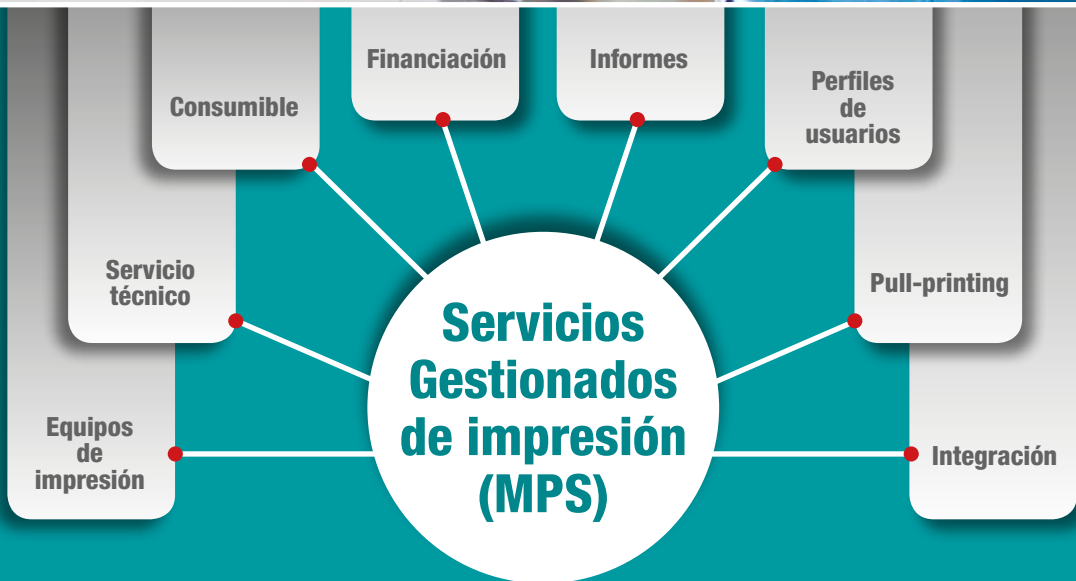 Financiación
Informes
Consumible
Perfiles
de
usuarios
Servicio
técnico
Pull-printing
Servicios
Gestionados
de impresión
(MPS)
Equipos
de
impresión
Integración